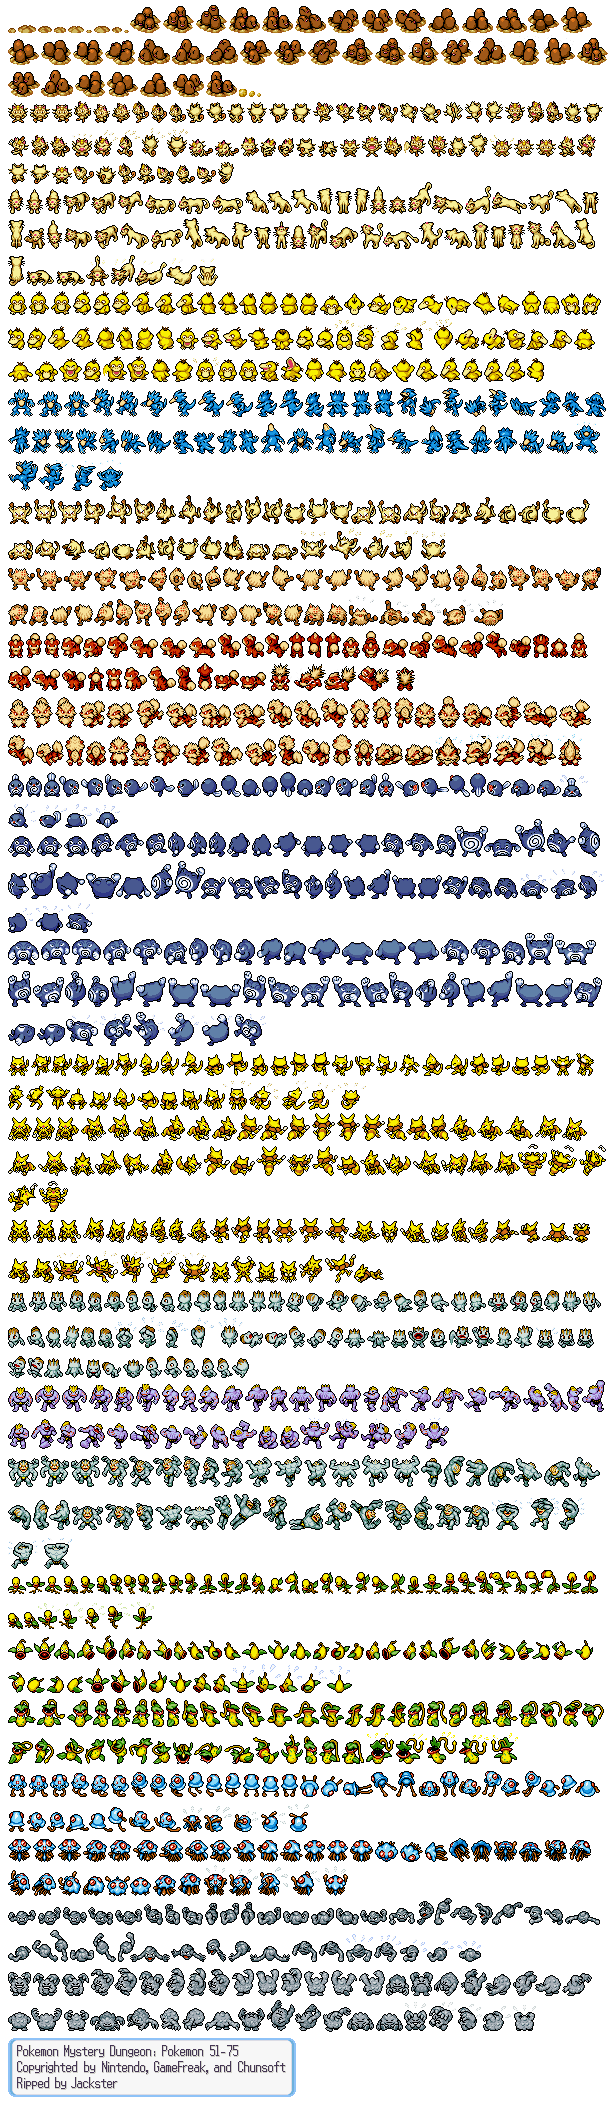 Pokemon Mystery Dungeon: Pokemon 51-75
Copyrighted by Nintendo, GameFreak, and Chunsoft
Ripped by Jackster